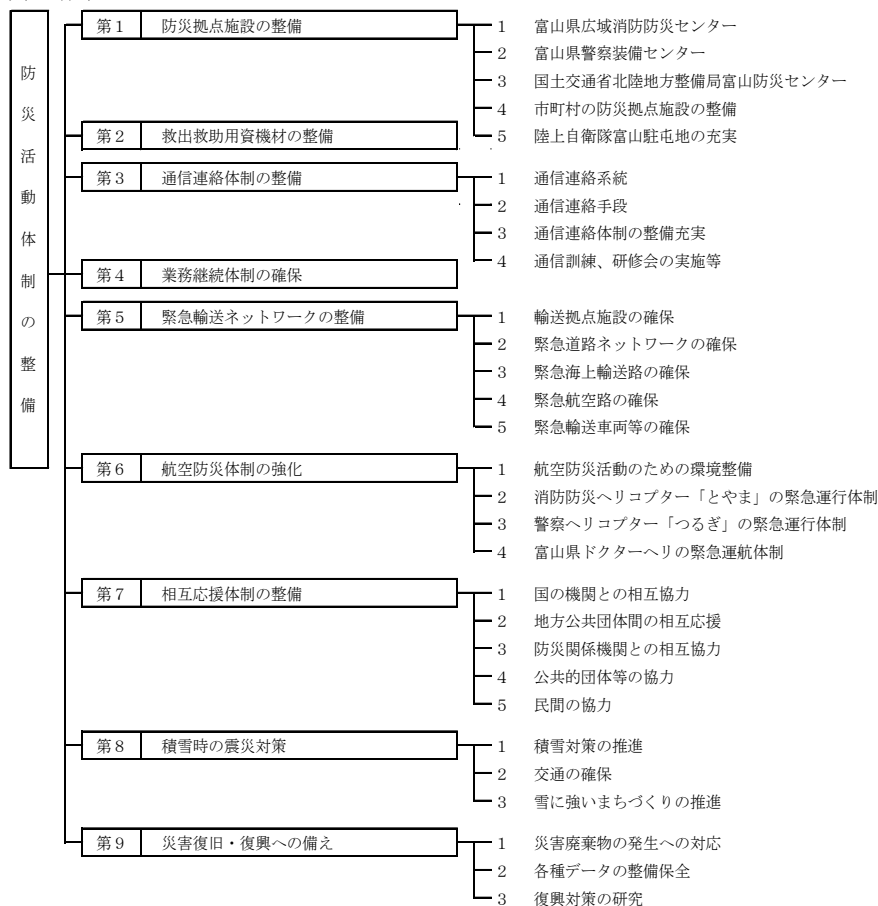 防災活動体制の整備
第１ 防災拠点施設の整備
１ 富山県広域消防防災センター
２ 富山県警察装備センター
３ 国土交通省北陸地方整備局富山防災センター
４ 市町村の防災拠点施設の整備
５ 陸上自衛隊富山駐屯地の充実
第２ 救出救助用資機材の整備
第３ 通信連絡体制の整備
１ 通信連絡系統
２ 通信連絡手段
３ 通信連絡体制の整備充実
４ 通信訓練、研修会の実施等
第４ 業務継続体制の確保
第５ 緊急輸送ネットワークの整備
１ 輸送拠点施設の確保
２ 緊急道路ネットワークの確保
３ 緊急海上輸送路の確保
４ 緊急航空路の確保
５ 緊急輸送車両等の確保
第６ 航空防災体制の強化
１ 航空防災活動のための環境整備
２ 消防防災ヘリコプター「とやま」の緊急運行体制
３ 警察ヘリコプター「つるぎ」の緊急運行体制
４ 富山県ドクターヘリの緊急運航体制
第７ 相互応援体制の整備
１ 国の機関との相互協力
２ 地方公共団体間の相互応援
３ 防災関係機関との相互協力
４ 公共的団体等の協力
５ 民間の協力
第８ 積雪時の震災対策
１ 積雪対策の推進
２ 交通の確保
３ 雪に強いまちづくりの推進
第９ 災害復旧・復興への備え
１ 災害廃棄物の発生への対応
２ 各種データの整備保全
３ 復興対策の研究